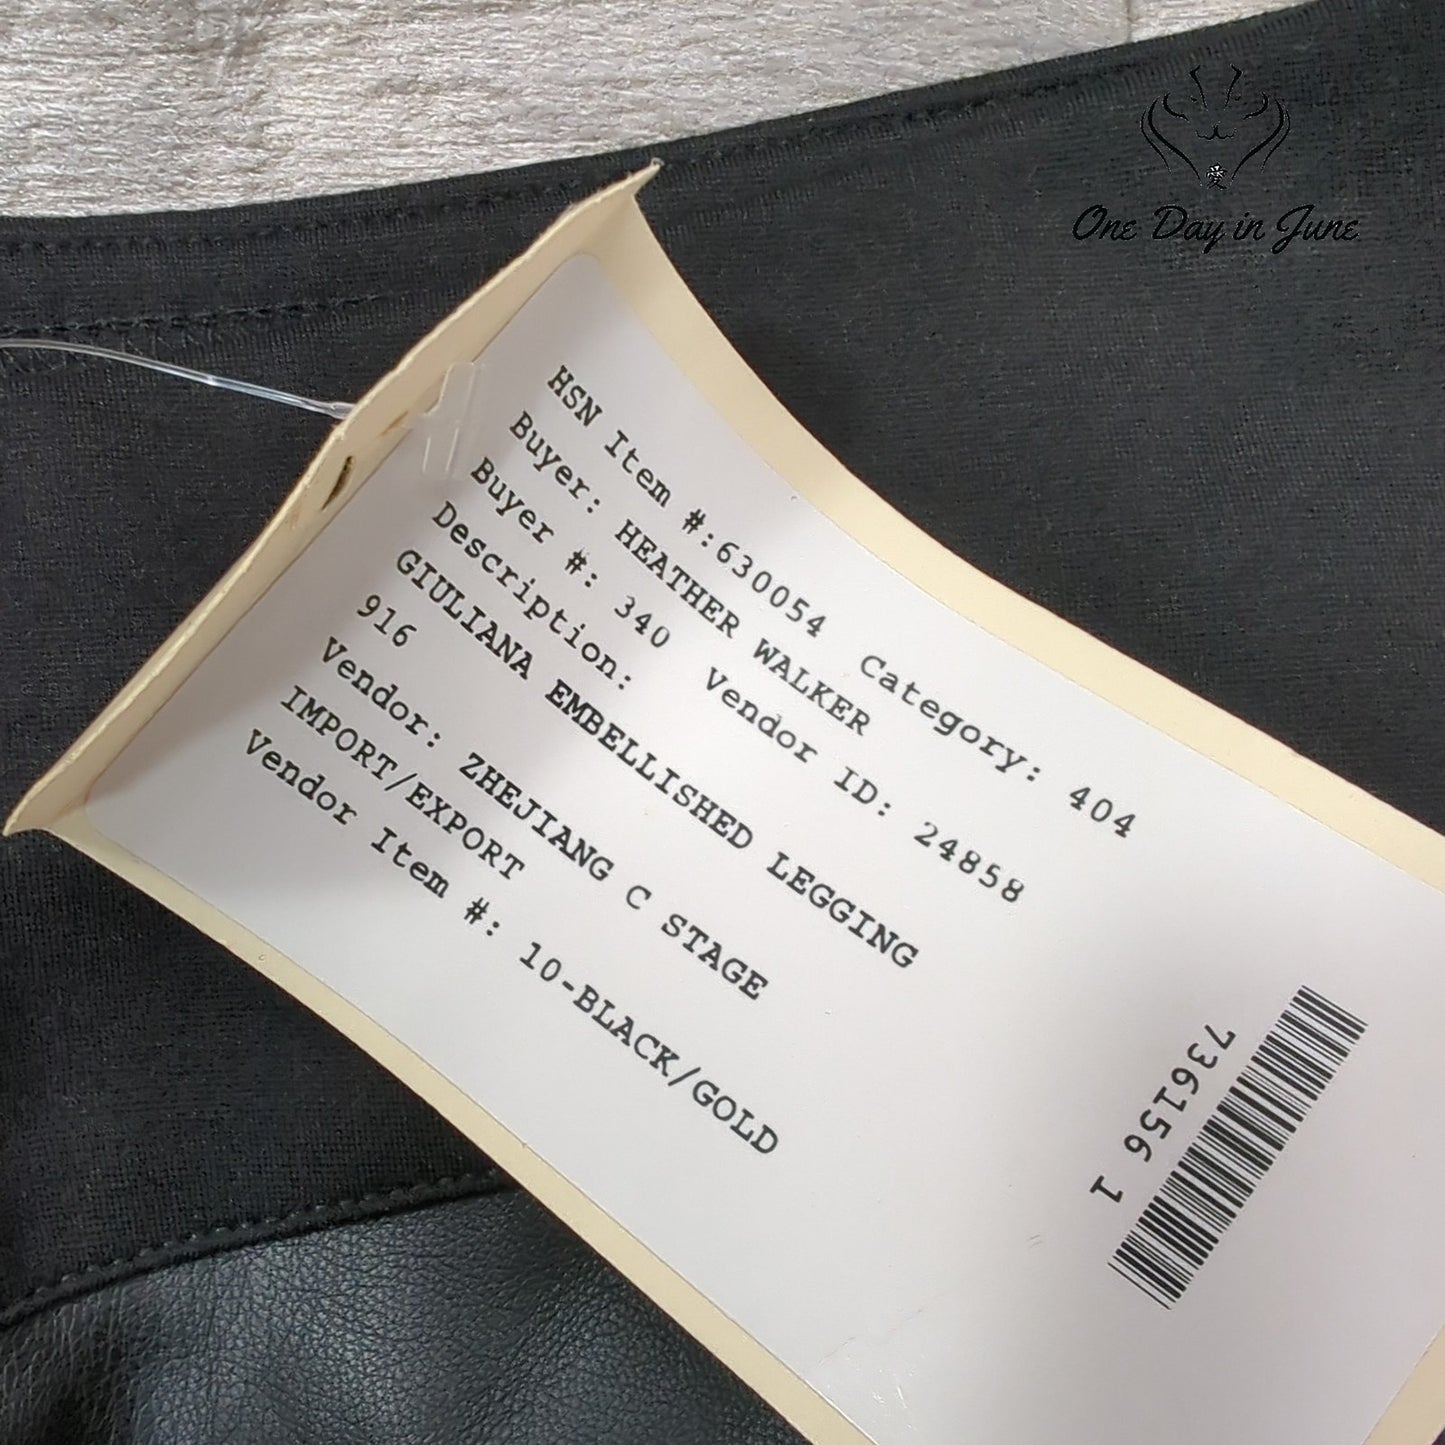 愛
One Day in June
HSN Item #:630054 Category: 404
Buyer: HEATHER WALKER
Buyer #: 340 Vendor ID: 24858
Description:
GIULIANA EMBELLISHED LEGGING
916
Vendor: ZHEJIANG C STAGE
IMPORT/EXPORT
Vendor Item #: 10-BLACK/GOLD
736156 1